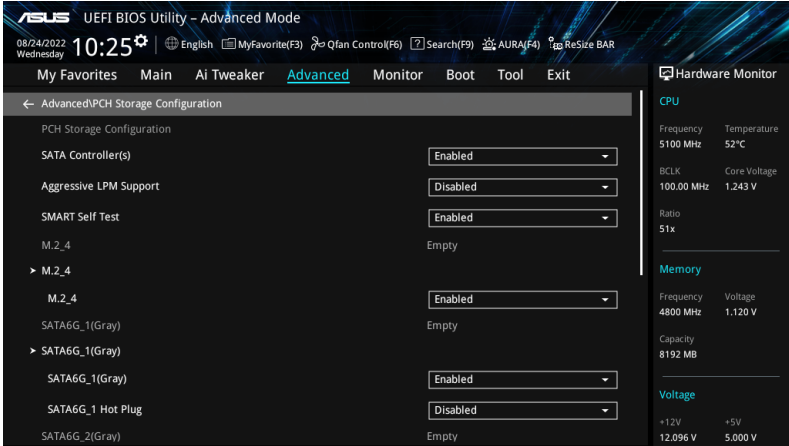 ASUS UEFI BIOS Utility – Advanced Mode
08/24/2022 Wednesday 10:25 English MyFavorite(F3) Qfan Control(F6) ? Search(F9) AURA(F4) ReSize BAR
My Favorites Main Ai Tweaker Advanced Monitor Boot Tool Exit
Advanced\PCH Storage Configuration
PCH Storage Configuration
SATA Controller(s) Enabled
Aggressive LPM Support Disabled
SMART Self Test Enabled
M.2_4 Empty
M.2_4
M.2_4 Enabled
SATA6G_1(Gray) Empty
SATA6G_1(Gray)
SATA6G_1(Gray) Enabled
SATA6G_1 Hot Plug Disabled
SATA6G_2(Gray) Empty
Hardware Monitor
CPU
Frequency Temperature
5100 MHz 52°C
BCLK Core Voltage
100.00 MHz 1.243 V
Ratio
51x
Memory
Frequency Voltage
4800 MHz 1.120 V
Capacity
8192 MB
Voltage
+12V +5V
12.096 V 5.000 V